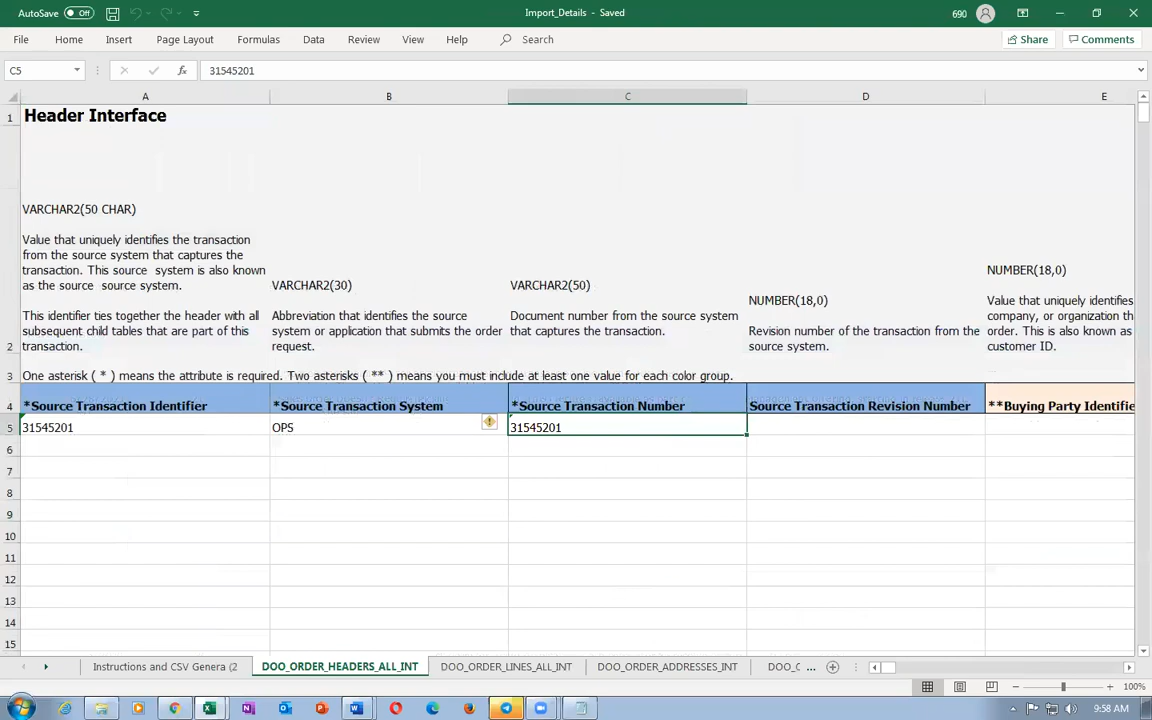 AutoSave Off Import_Details - Saved 690
File Home Insert Page Layout Formulas Data Review View Help Search Share Comments
C5 fx 31545201
A B C D E
1 Header Interface
VARCHAR2(50 CHAR)
Value that uniquely identifies the transaction
from the source system that captures the
transaction. This source system is also known
as the source source system.
This identifier ties together the header with all
subsequent child tables that are part of this
transaction.
VARCHAR2(30)
Abbreviation that identifies the source
system or application that submits the order
request.
VARCHAR2(50)
Document number from the source system
that captures the transaction.
NUMBER(18,0)
Revision number of the transaction from the
source system.
NUMBER(18,0)
Value that uniquely identifies
company, or organization th
order. This is also known as
customer ID.
2
3 One asterisk ( * ) means the attribute is required. Two asterisks ( ** ) means you must include at least one value for each color group.
4 *Source Transaction Identifier *Source Transaction System *Source Transaction Number Source Transaction Revision Number **Buying Party Identifie
5 31545201 OPS 31545201
6
7
8
9
10
11
12
13
14
15
Instructions and CSV Genera (2 DOO_ORDER_HEADERS_ALL_INT DOO_ORDER_LINES_ALL_INT DOO_ORDER_ADDRESSES_INT DOO_C ...
100%
9:58 AM